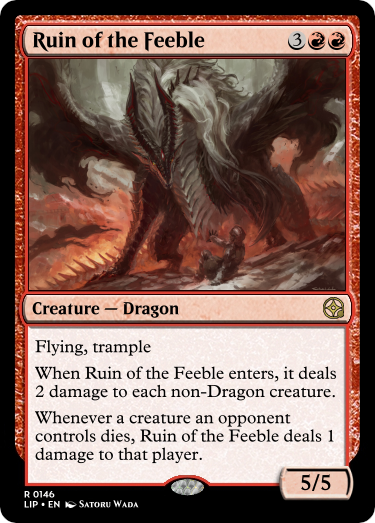 Ruin of the Feeble 3
Creature — Dragon
Flying, trample
When Ruin of the Feeble enters, it deals
2 damage to each non-Dragon creature.
Whenever a creature an opponent
controls dies, Ruin of the Feeble deals 1
damage to that player.
5/5
R 0146
LIP • EN Satoru Wada